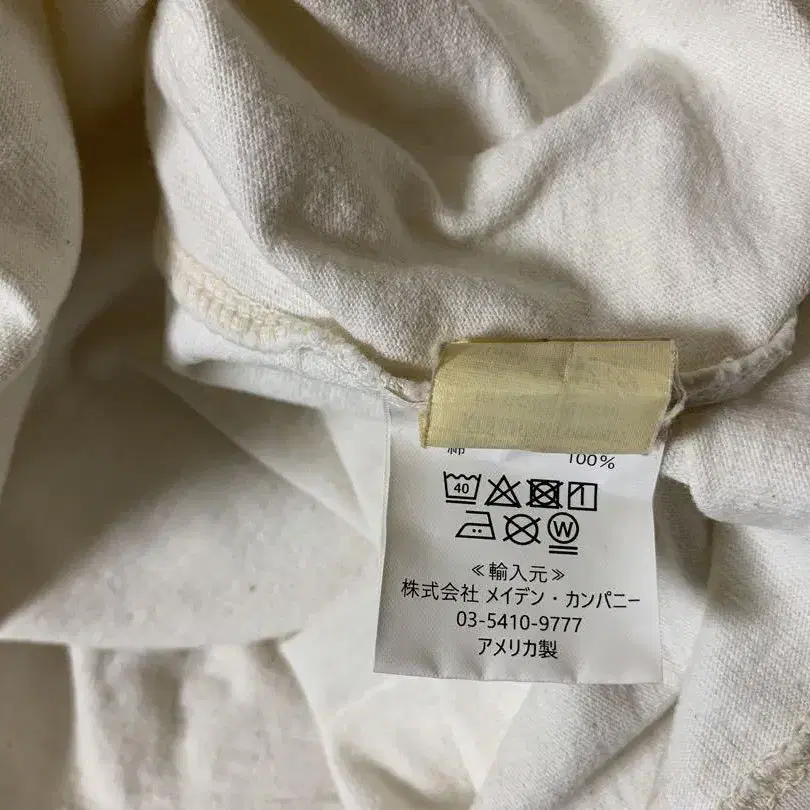 綿 100%
40
W
≪輸入元≫
株式会社 メイデン・カンパニー
03-5410-9777
アメリカ製